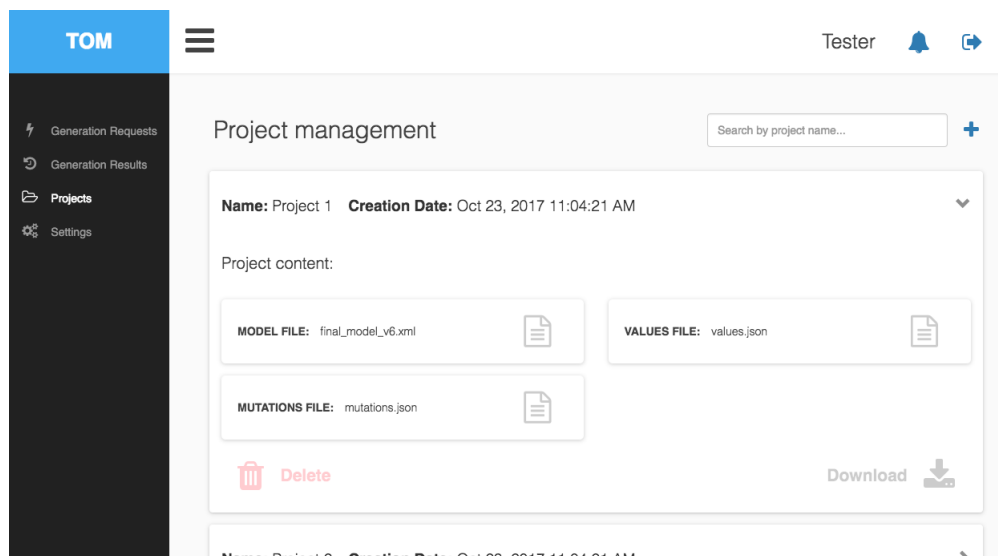 TOM
Tester
Generation Requests
Generation Results
Projects
Settings
Project management
Search by project name...
Name: Project 1 Creation Date: Oct 23, 2017 11:04:21 AM
Project content:
MODEL FILE: final_model_v6.xml
VALUES FILE: values.json
MUTATIONS FILE: mutations.json
Delete
Download